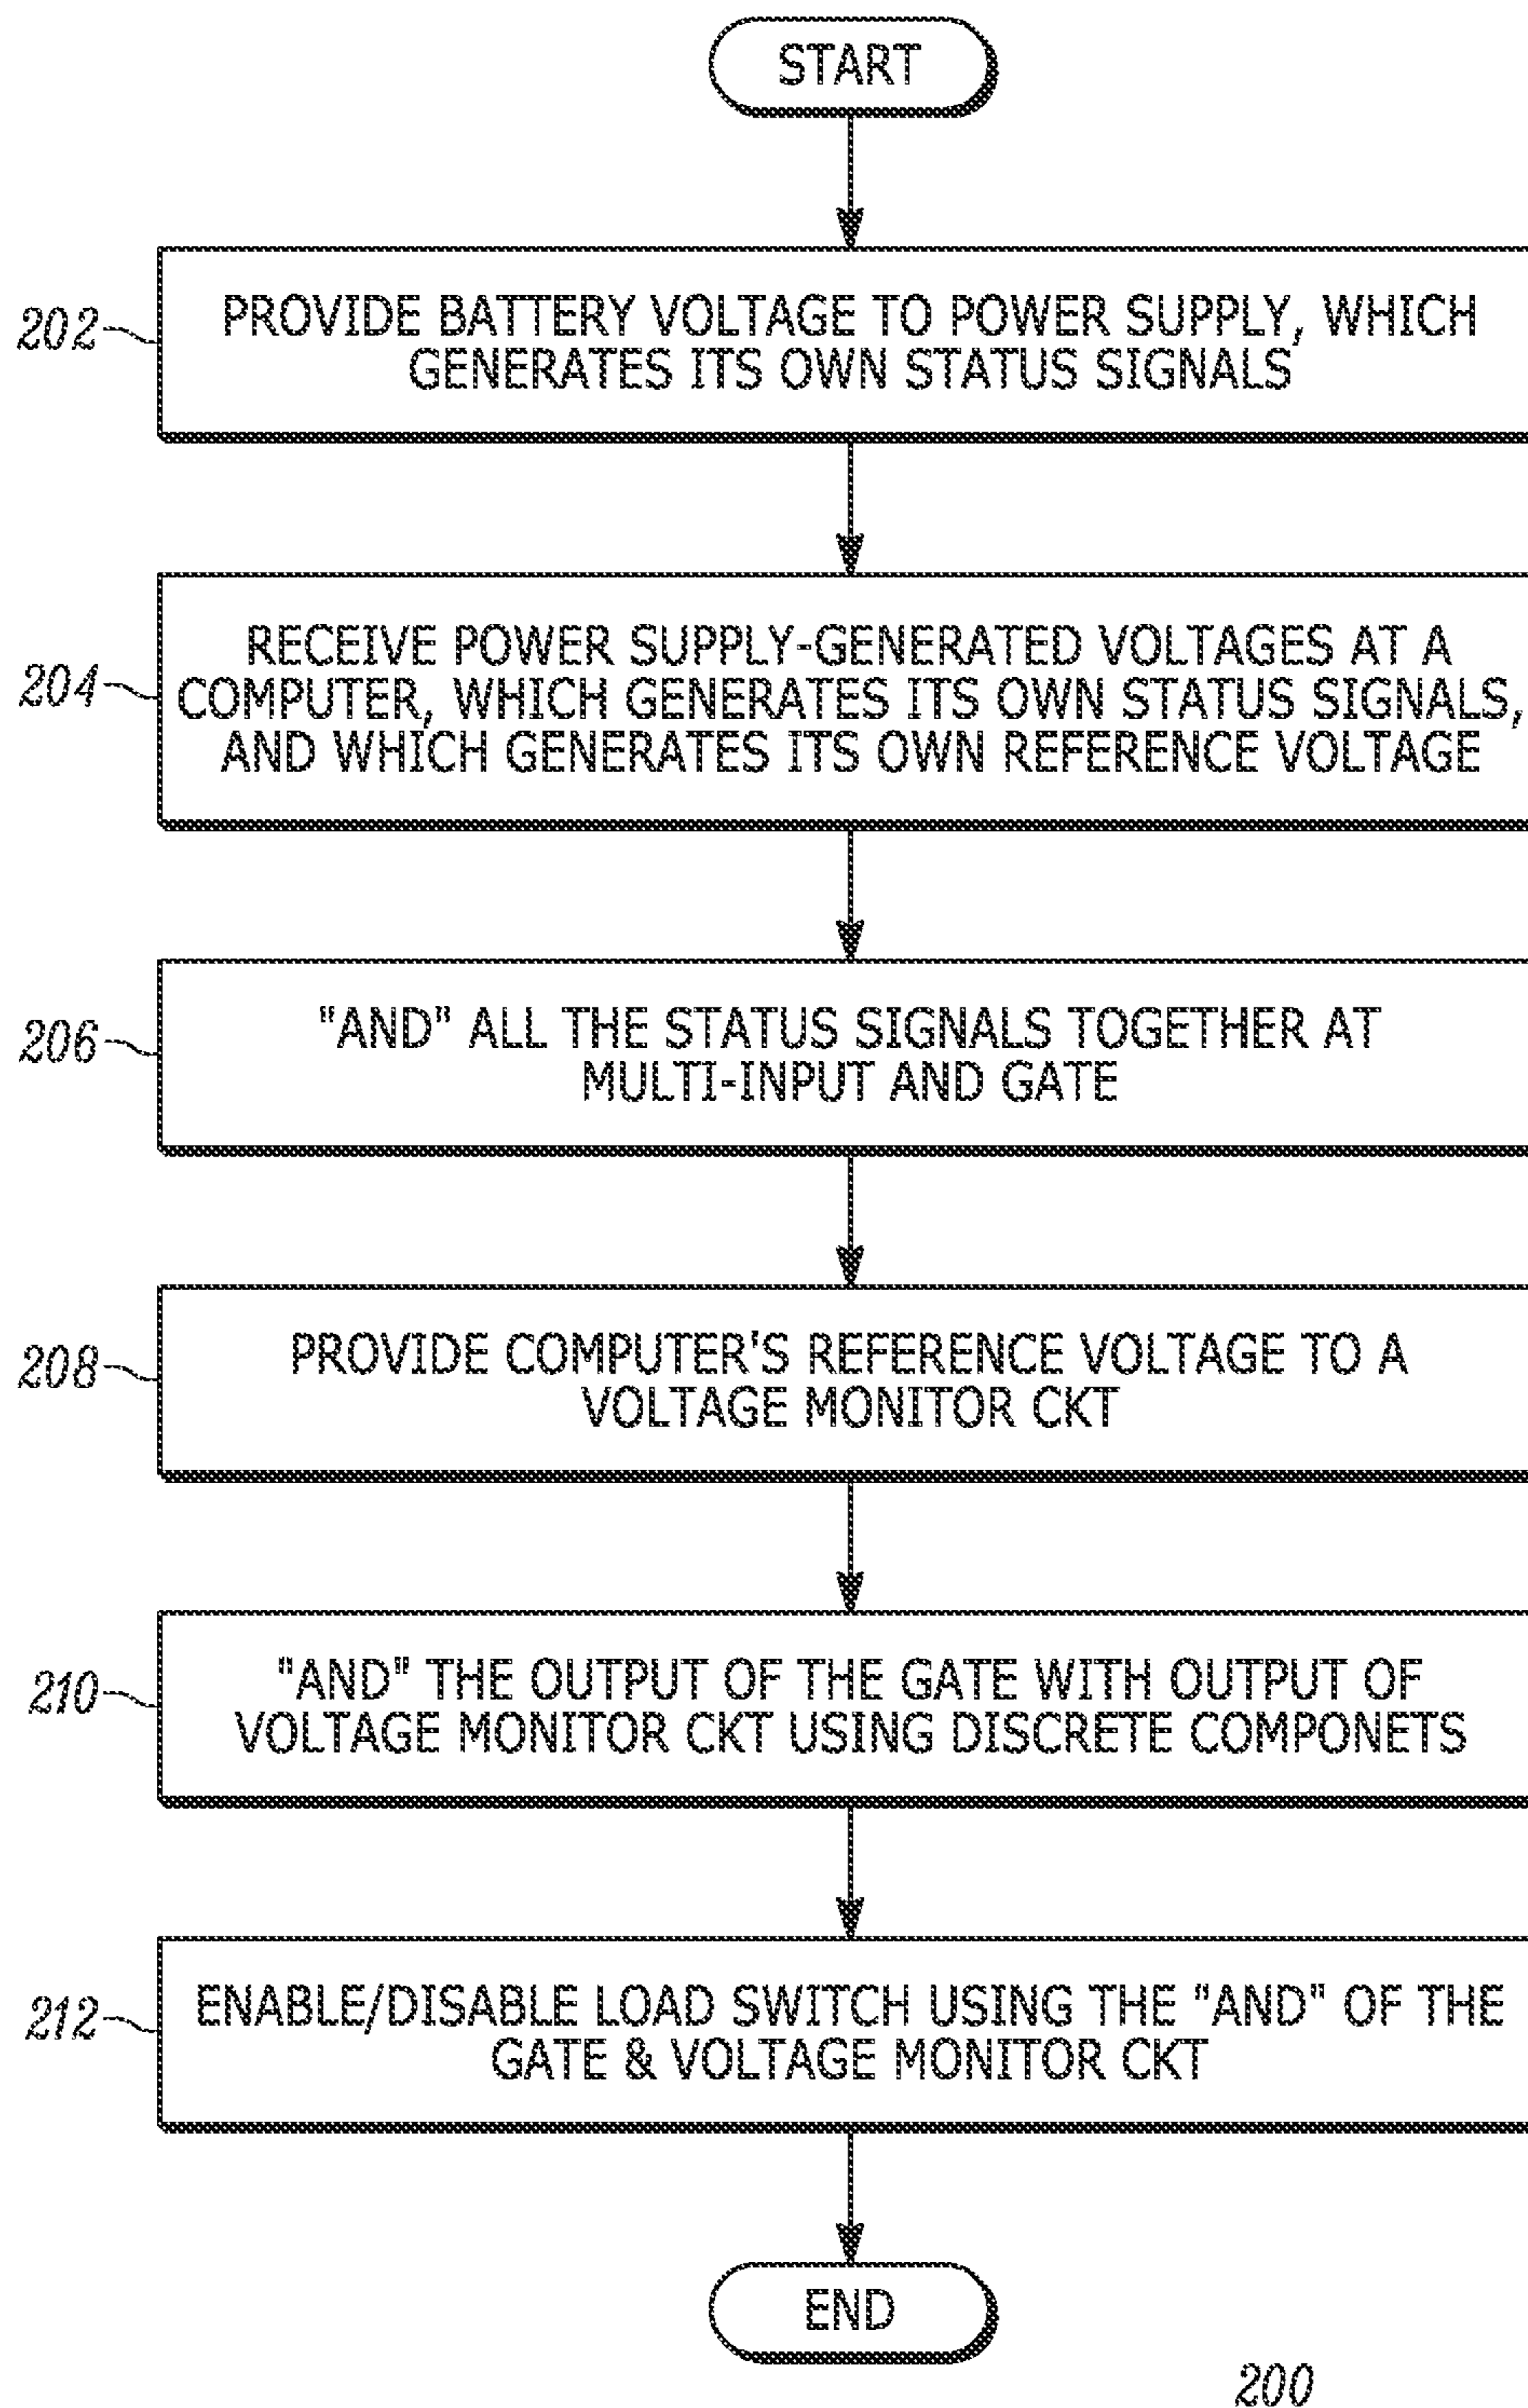 START
202
PROVIDE BATTERY VOLTAGE TO POWER SUPPLY, WHICH
GENERATES ITS OWN STATUS SIGNALS
204
RECEIVE POWER SUPPLY-GENERATED VOLTAGES AT A
COMPUTER, WHICH GENERATES ITS OWN STATUS SIGNALS,
AND WHICH GENERATES ITS OWN REFERENCE VOLTAGE
206
"AND" ALL THE STATUS SIGNALS TOGETHER AT
MULTI-INPUT AND GATE
208
PROVIDE COMPUTER'S REFERENCE VOLTAGE TO A
VOLTAGE MONITOR CKT
210
"AND" THE OUTPUT OF THE GATE WITH OUTPUT OF
VOLTAGE MONITOR CKT USING DISCRETE COMPONETS
212
ENABLE/DISABLE LOAD SWITCH USING THE "AND" OF THE
GATE & VOLTAGE MONITOR CKT
END
200